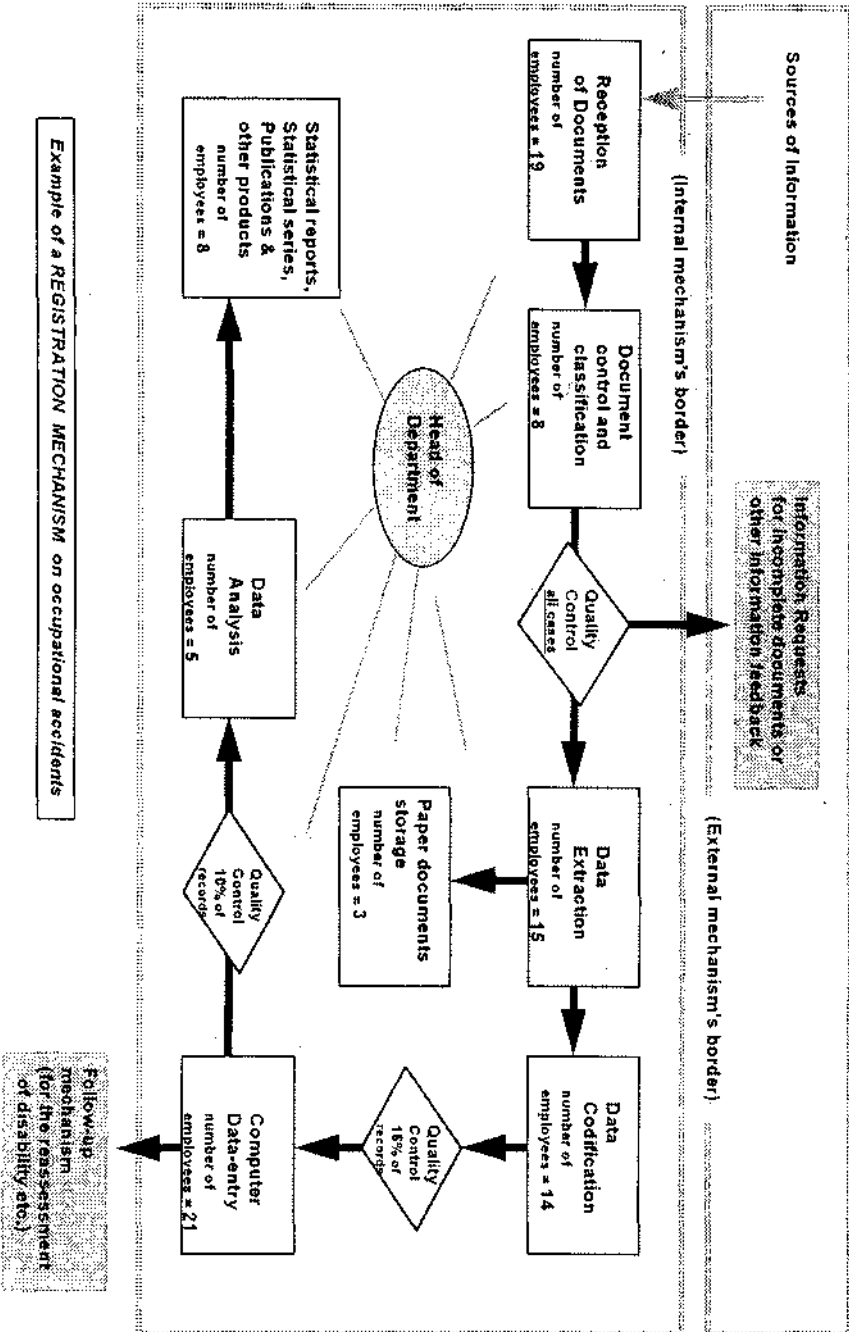 Sources of Information
Information Requests
for incomplete documents or
other information feedback
(External mechanism's border)
(Internal mechanism's border)
Reception
of Documents
number of
employees = 19
Document
control and
classification
number of
employees = 8
Quality
Control
all cases
Data
Extraction
number of
employees = 15
Data
Codification
number of
employees = 14
Head of
Department
Paper documents
storage
number of
employees = 3
Quality
Control
15% of
records
Statistical reports,
Statistical series,
Publications &
other products
number of
employees = 8
Data
Analysis
number of
employees = 5
Quality
Control
10% of
records
Computer
Data-entry
number of
employees = 21
Follow-up
mechanism
(for the reassessment
of disability etc.)
Example of a REGISTRATION MECHANISM on occupational accidents